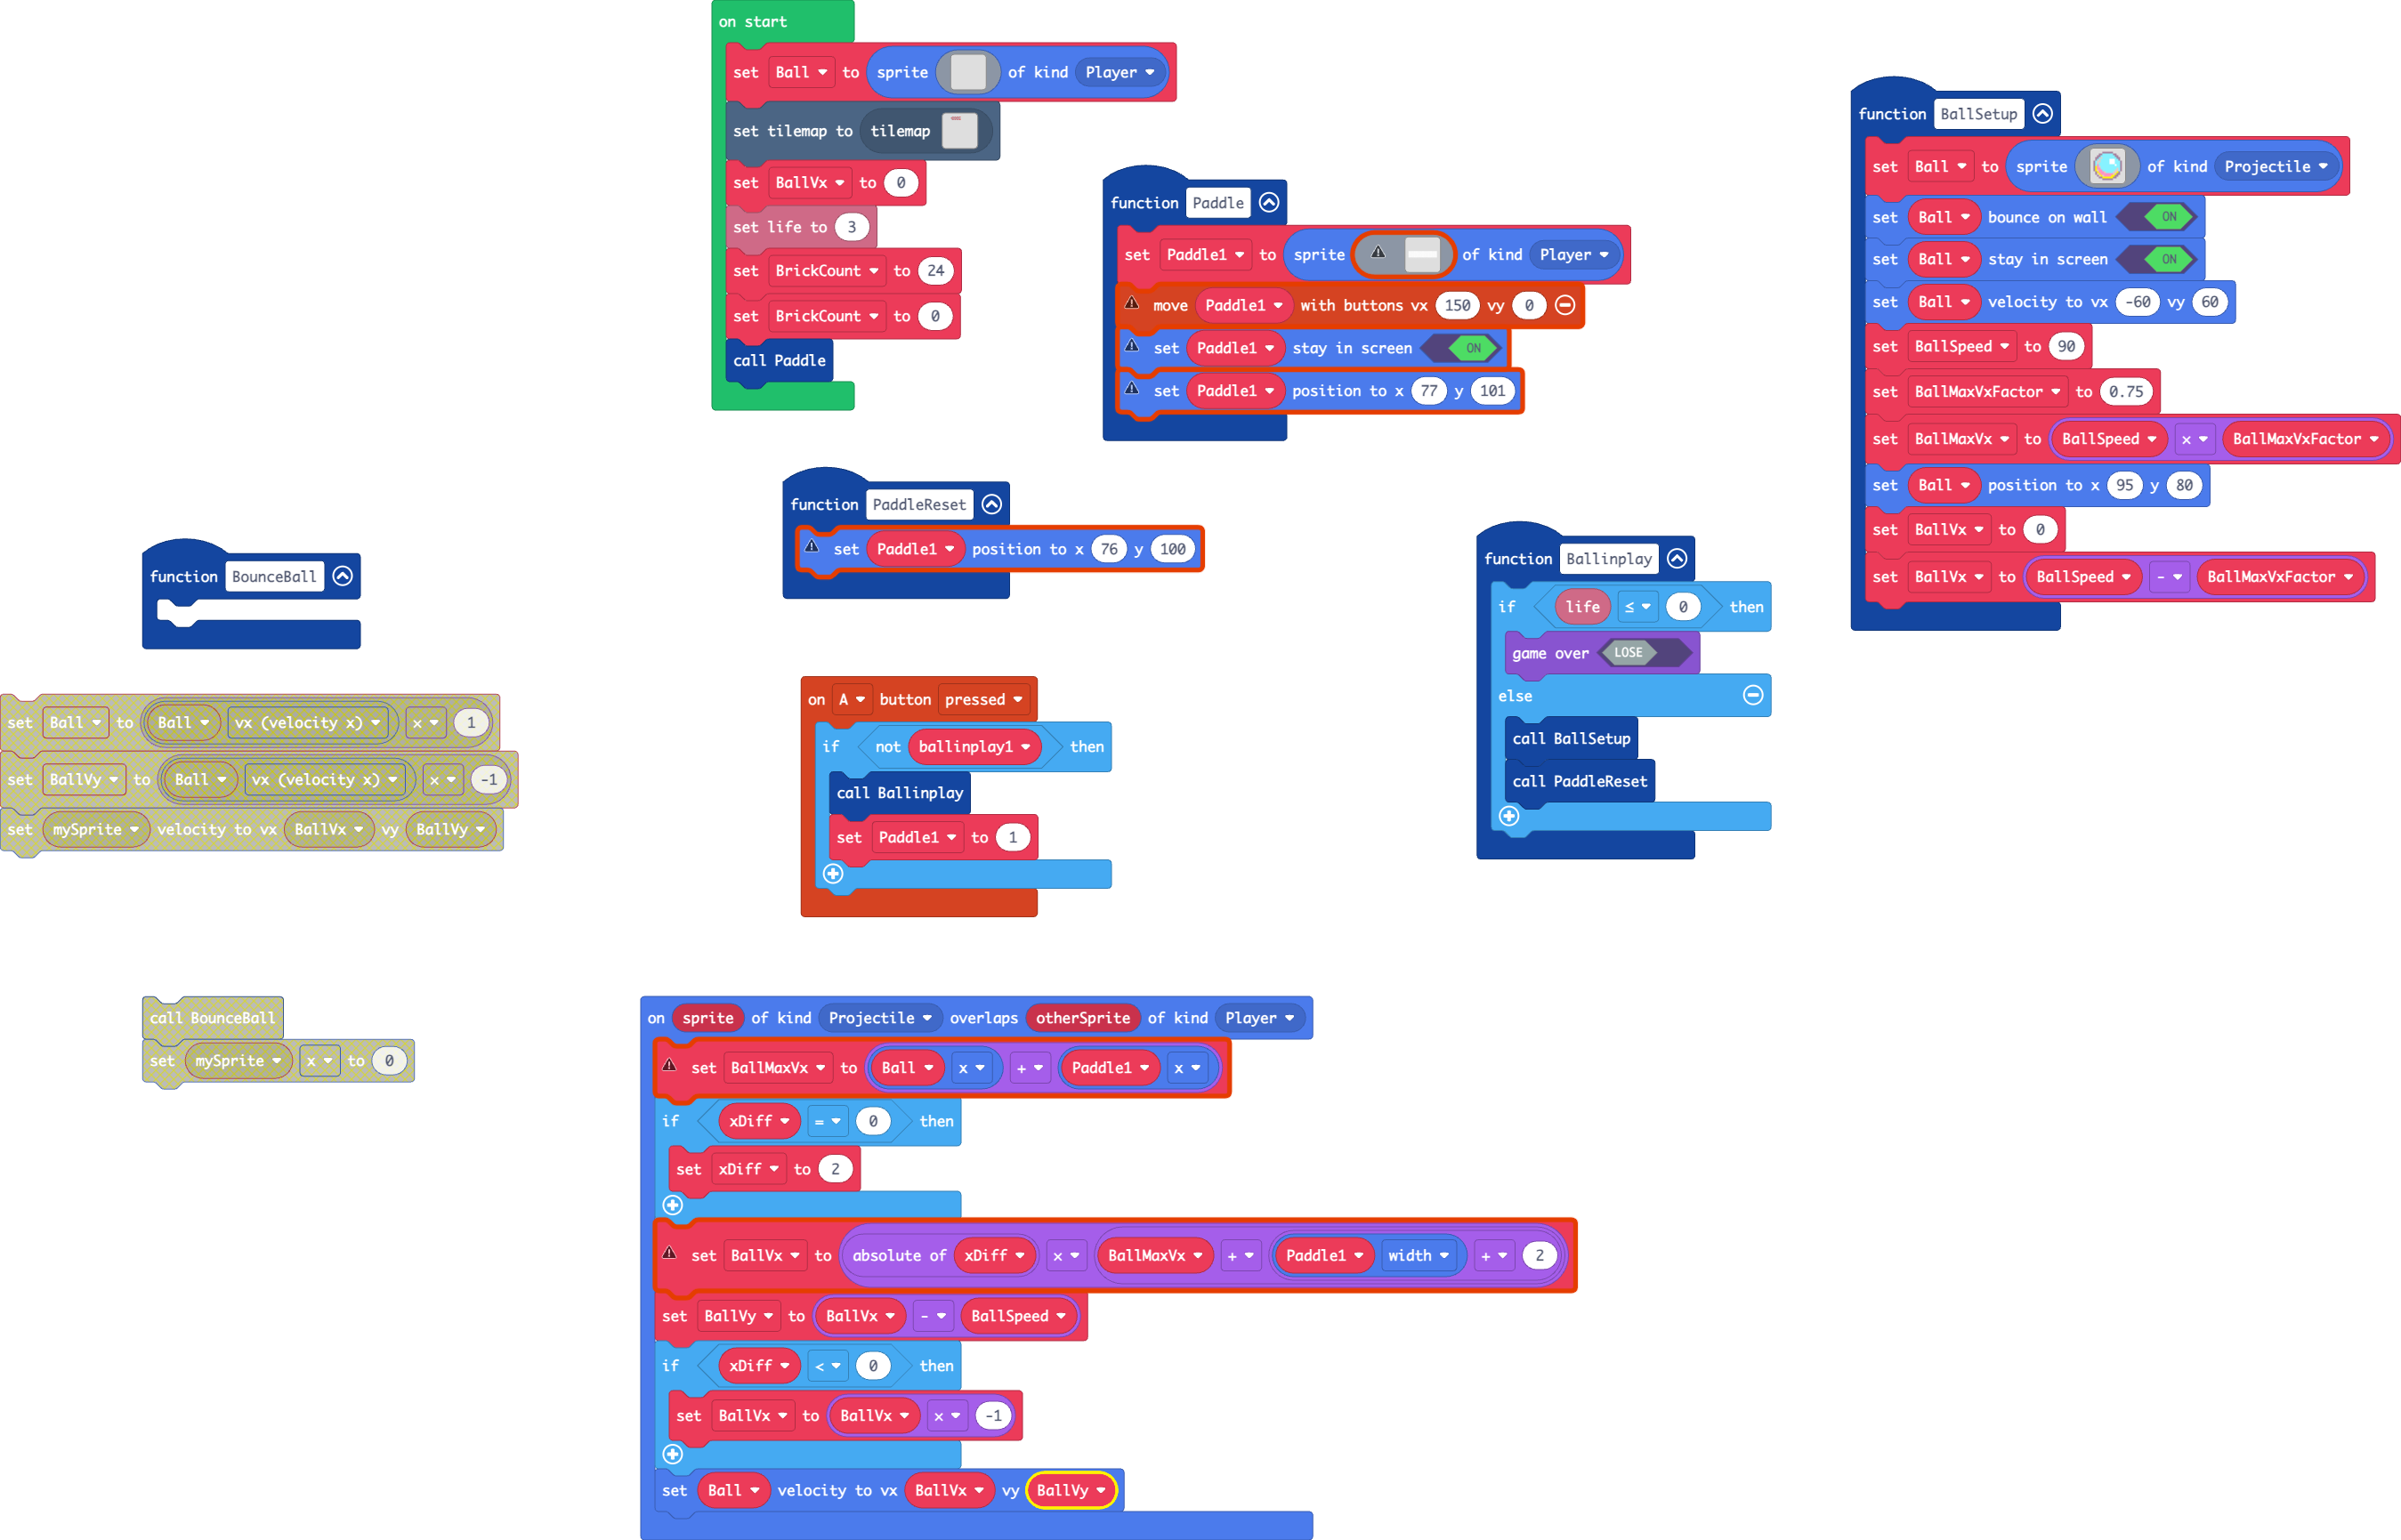 on start
set Ball to sprite of kind Player
set tilemap to tilemap
set BallVx to 0
set life to 3
set BrickCount to 24
set BrickCount to 0
call Paddle
function Paddle
set Paddle1 to sprite of kind Player
move Paddle1 with buttons vx 150 vy 0
set Paddle1 stay in screen ON
set Paddle1 position to x 77 y 101
function BallSetup
set Ball to sprite of kind Projectile
set Ball bounce on wall ON
set Ball stay in screen ON
set Ball velocity to vx -60 vy 60
set BallSpeed to 90
set BallMaxVxFactor to 0.75
set BallMaxVx to BallSpeed × BallMaxVxFactor
set Ball position to x 95 y 80
set BallVx to 0
set BallVx to BallSpeed - BallMaxVxFactor
function PaddleReset
set Paddle1 position to x 76 y 100
function BounceBall
set Ball to Ball vx (velocity x) × 1
set BallVy to Ball vx (velocity x) × -1
set mySprite velocity to vx BallVx vy BallVy
on A button pressed
if not ballinplay1 then
call Ballinplay
set Paddle1 to 1
function Ballinplay
if life ≤ 0 then
game over LOSE
else
call BallSetup
call PaddleReset
call BounceBall
set mySprite x to 0
on sprite of kind Projectile overlaps otherSprite of kind Player
set BallMaxVx to Ball x + Paddle1 x
if xDiff = 0 then
set xDiff to 2
set BallVx to absolute of xDiff × BallMaxVx + Paddle1 width + 2
set BallVy to BallVx - BallSpeed
if xDiff < 0 then
set BallVx to BallVx × -1
set Ball velocity to vx BallVx vy BallVy